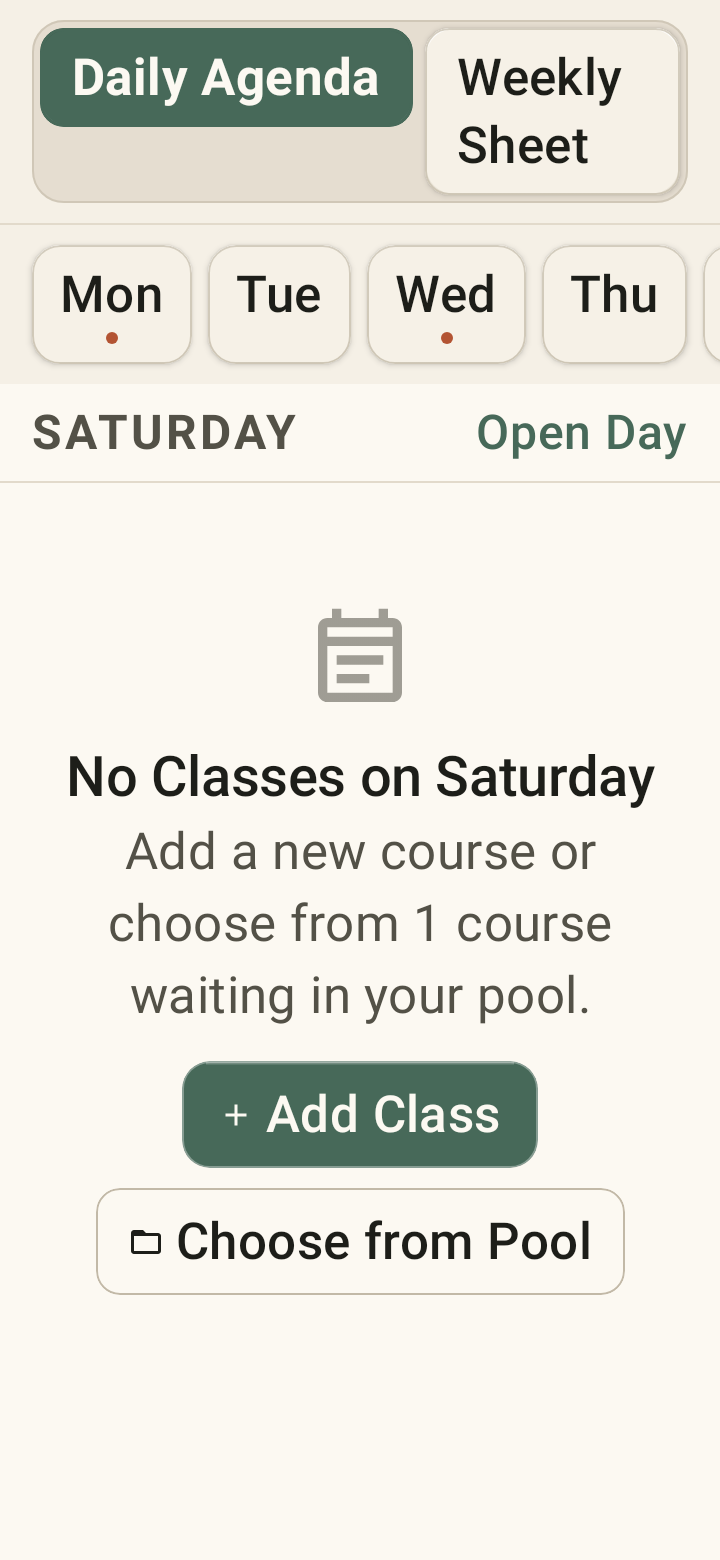 Daily Agenda
Weekly
Sheet
Mon
Tue
Wed
Thu
SATURDAY
Open Day
No Classes on Saturday
Add a new course or
choose from 1 course
waiting in your pool.
+ Add Class
Choose from Pool